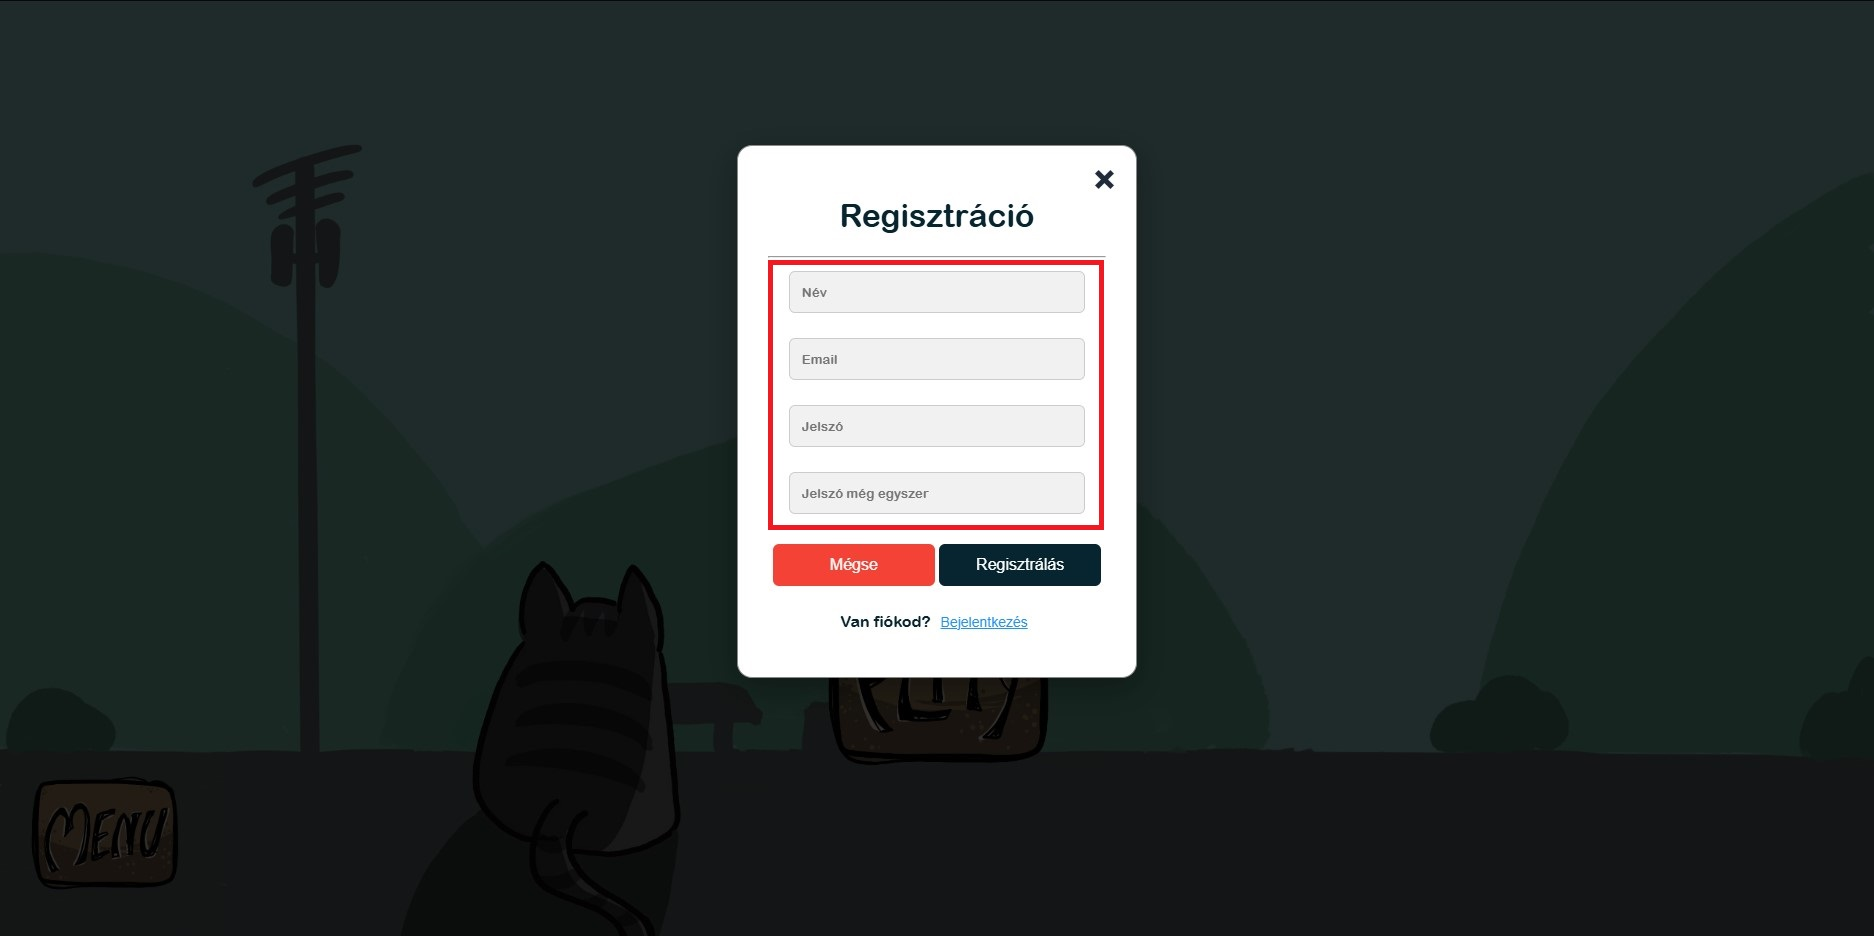 Regisztráció
Név
Email
Jelszó
Jelszó még egyszer
Mégse Regisztrálás
Van fiókod? Bejelentkezés
MENU